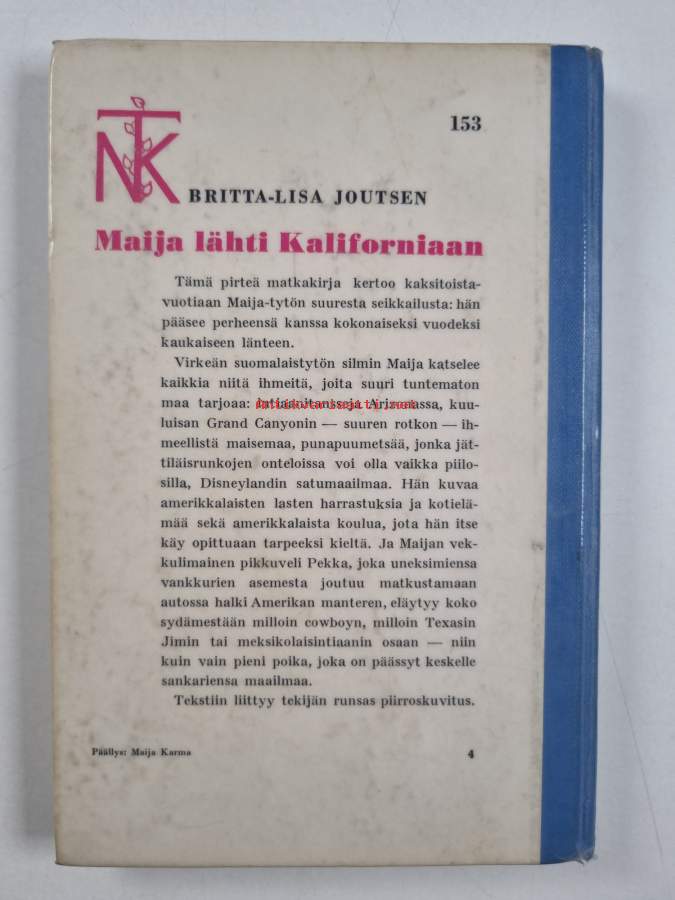 NTK
153
BRITTA-LISA JOUTSEN
Maija lähti Kaliforniaan
Tämä pirteä matkakirja kertoo kaksitoista-
vuotiaan Maija-tytön suuresta seikkailusta: hän
pääsee perheensä kanssa kokonaiseksi vuodeksi
kaukaiseen länteen.
Virkeän suomalaistytön silmin Maija katselee
kaikkia niitä ihmeitä, joita suuri tuntematon
maa tarjoaa: intiaanitansseja Arizonassa, kuu-
luisan Grand Canyonin — suuren rotkon — ih-
meellistä maisemaa, punapuumetsää, jonka jät-
tiläisrunkojen onteloissa voi olla vaikka piilo-
silla, Disneylandin satumaailmaa. Hän kuvaa
amerikkalaisten lasten harrastuksia ja kotielä-
mää sekä amerikkalaista koulua, jota hän itse
käy opittuaan tarpeeksi kieltä. Ja Maijan vek-
kulimainen pikkuveli Pekka, joka uneksimiensa
vankkurien asemesta joutuu matkustamaan
autossa halki Amerikan manteren, eläytyy koko
sydämestään milloin cowboyn, milloin Texasin
Jimin tai meksikolaisintiaanin osaan — niin
kuin vain pieni poika, joka on päässyt keskelle
sankariensa maailmaa.
Tekstiin liittyy tekijän runsas piirroskuvitus.
Päällys: Maija Karma
4